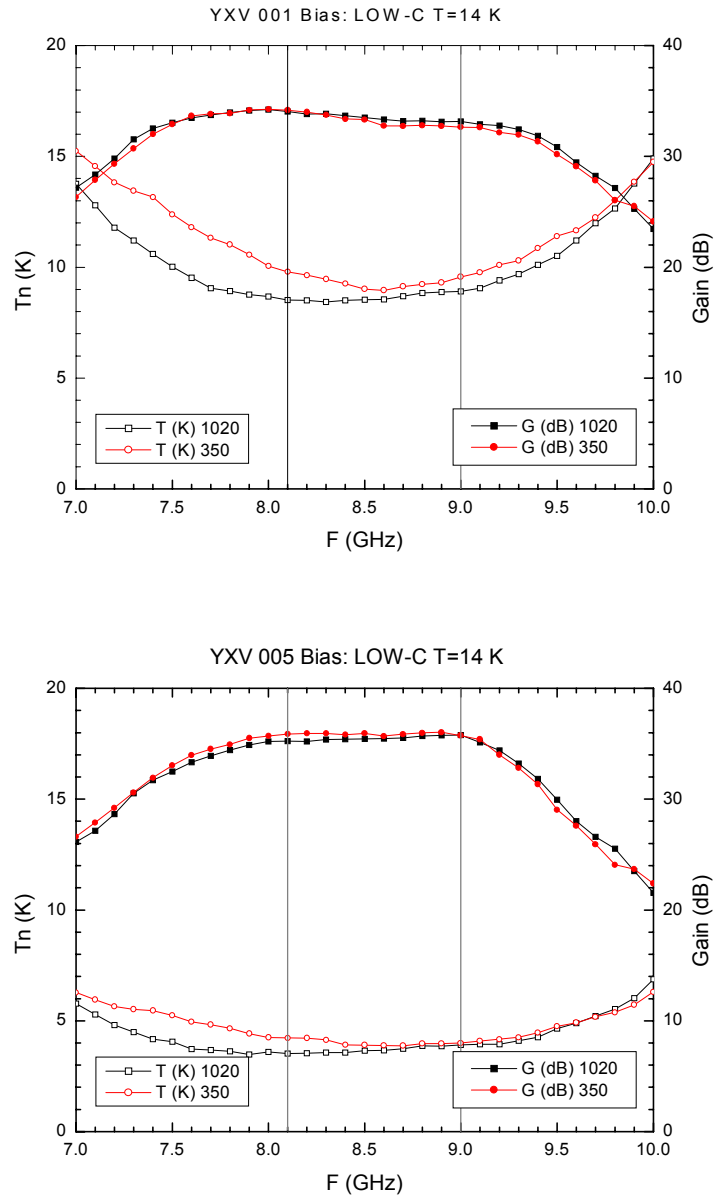 YXV 001 Bias: LOW-C T=14 K
20
15
10
5
0
40
30
20
10
0
Tn (K)
Gain (dB)
T (K) 1020
T (K) 350
G (dB) 1020
G (dB) 350
7.0 7.5 8.0 8.5 9.0 9.5 10.0
F (GHz)
YXV 005 Bias: LOW-C T=14 K
20
15
10
5
0
40
30
20
10
0
Tn (K)
Gain (dB)
T (K) 1020
T (K) 350
G (dB) 1020
G (dB) 350
7.0 7.5 8.0 8.5 9.0 9.5 10.0
F (GHz)